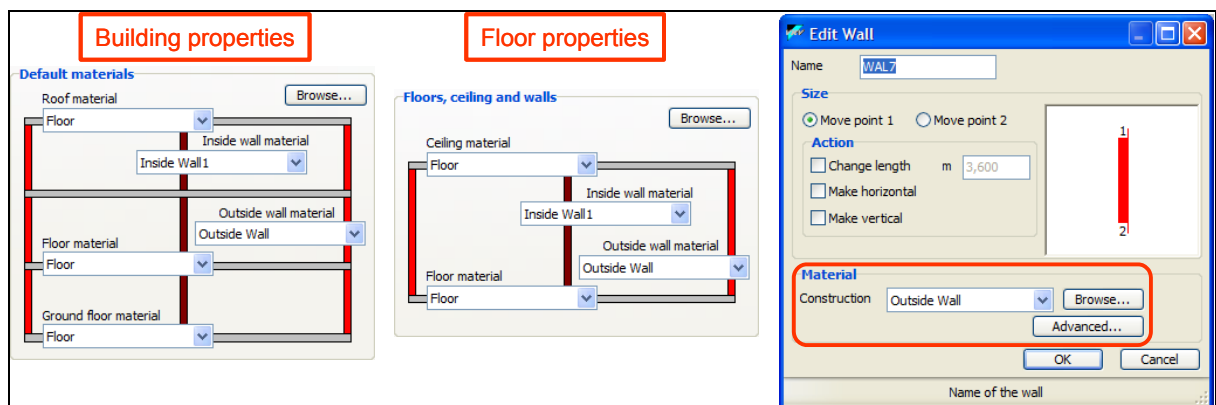 Building properties
Default materials
Roof material
Browse...
Floor
Inside wall material
Inside Wall1
Outside wall material
Outside Wall
Floor material
Floor
Ground floor material
Floor
Floor properties
Floors, ceiling and walls
Browse...
Ceiling material
Floor
Inside wall material
Inside Wall1
Outside wall material
Outside Wall
Floor material
Floor
Edit Wall
Name WAL7
Size
Move point 1 Move point 2
Action
Change length m 3,600
Make horizontal
Make vertical
1
2
Material
Construction Outside Wall Browse...
Advanced...
OK Cancel
Name of the wall